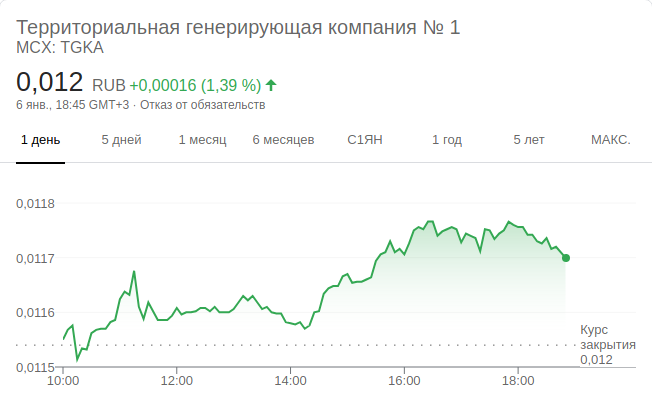 Территориальная генерирующая компания № 1
MCX: TGKA
0,012 RUB +0,00016 (1,39 %)
6 янв., 18:45 GMT+3 · Отказ от обязательств
1 день 5 дней 1 месяц 6 месяцев С1ЯН 1 год 5 лет МАКС.
0,0118
0,0117
0,0116
0,0115
Курс
закрытия
0,012
10:00 12:00 14:00 16:00 18:00